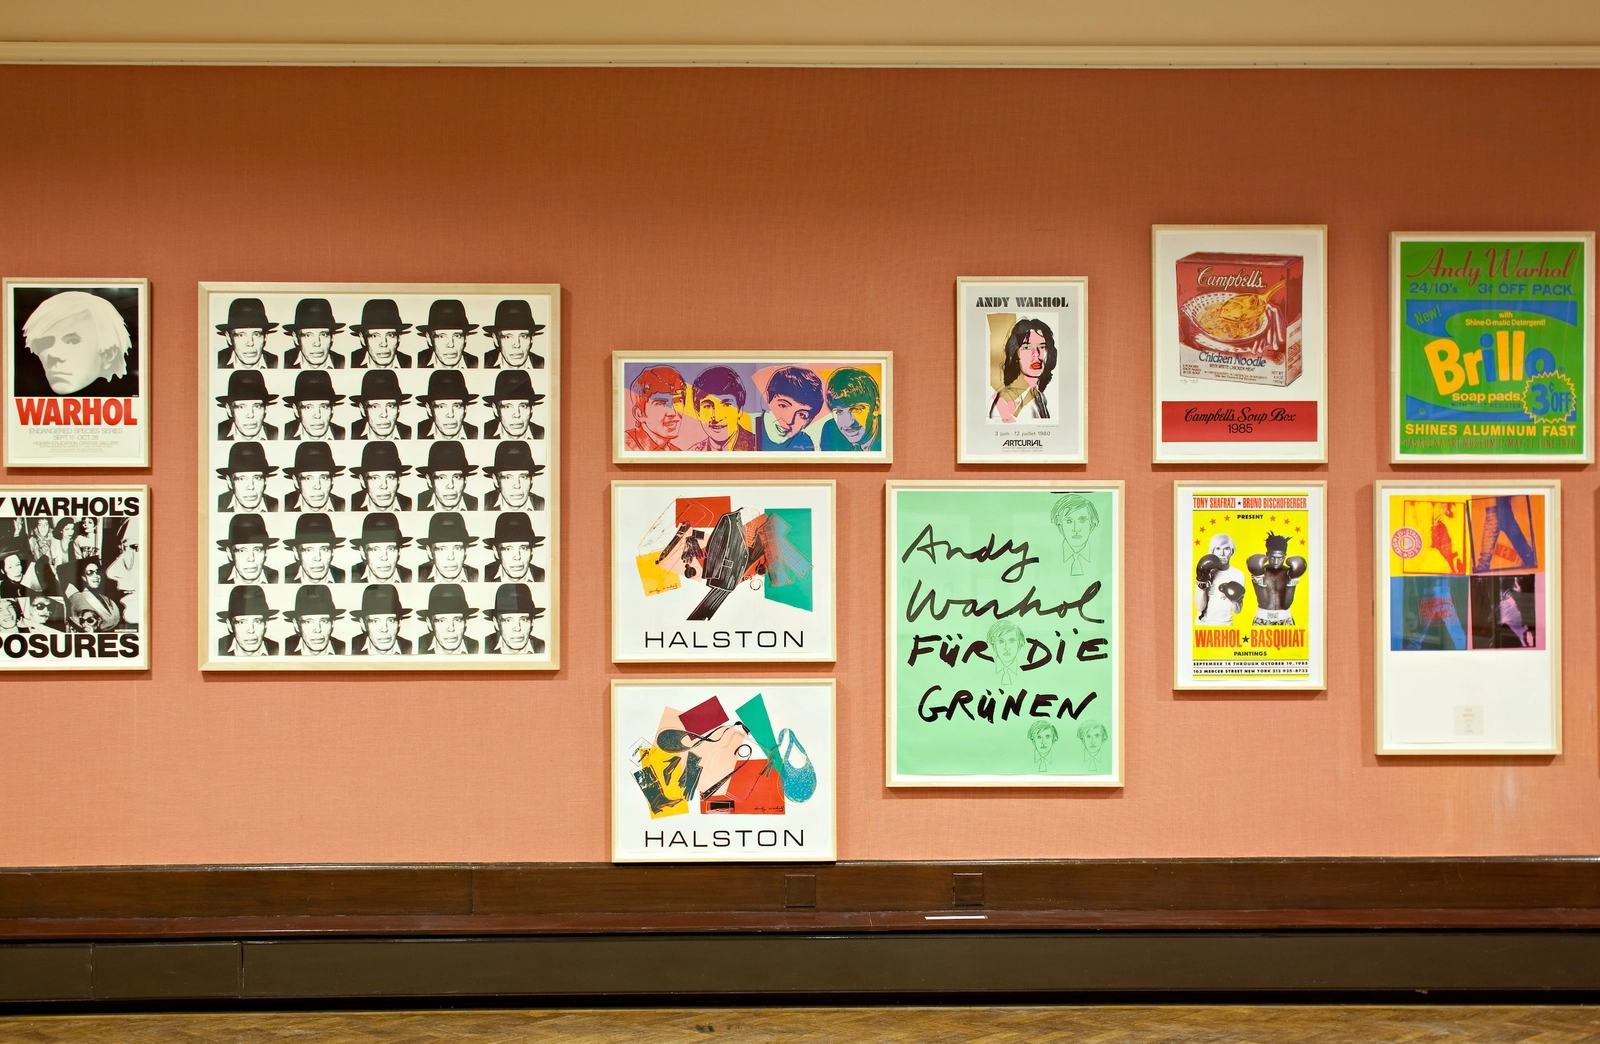 WARHOL
ENDANGERED SPECIES SERIES
SEPT. 17 - OCT. 28
Y WARHOL'S
POSURES
HALSTON
HALSTON
ANDY WARHOL
3 juin - 12 juillet 1980
ARTCURIAL
Andy
Warhol
FÜR DIE
GRÜNEN
Campbell's
Chicken Noodle
Campbell's Soup Box
1985
TONY SHAFRAZI ★ BRUNO BISCHOFBERGER
PRESENT
WARHOL ★ BASQUIAT
PAINTINGS
SEPTEMBER 14 THROUGH OCTOBER 19, 1985
163 MERCER STREET NEW YORK 212 925-8732
Andy Warhol
24/10's 3¢ OFF PACK.
New!
with
Shine-O-matic Detergent!
Brillo
soap pads
3¢
OFF
SHINES ALUMINUM FAST